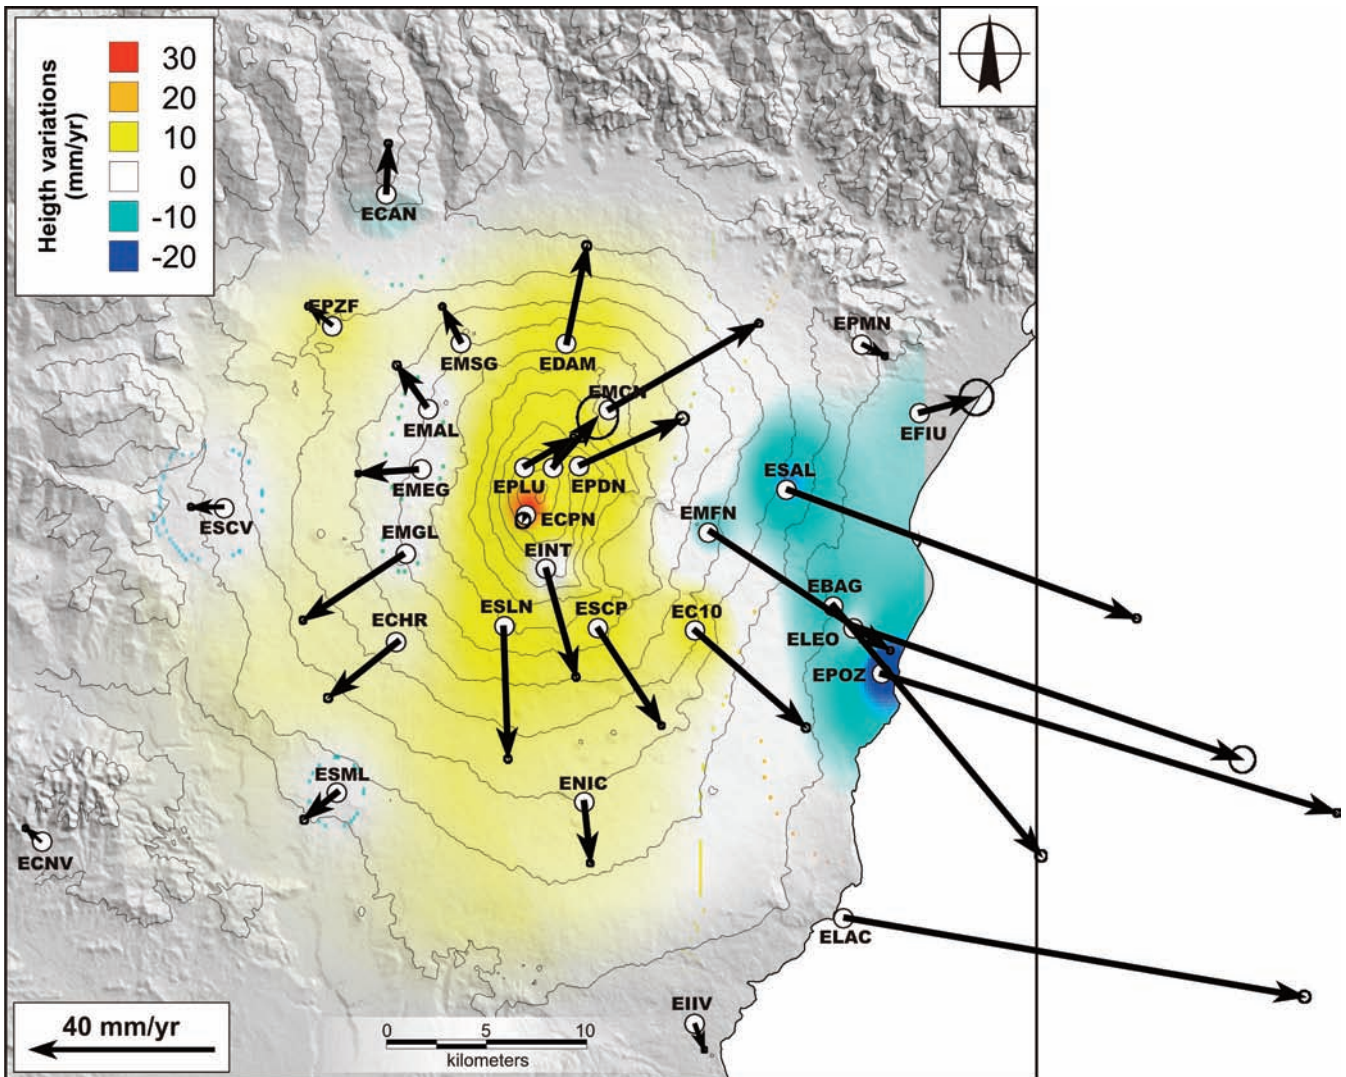 Heigth variations
(mm/yr)
30
20
10
0
-10
-20
ECAN
EPZF
EMSG
EDAM
EPMN
EMCN
EMAL
EFIU
EMEG
EPLU
EPDN
ESAL
ESCV
ECPN
EMFN
EMGL
EINT
EBAG
ECHR
ESLN
ESCP
EC10
ELEO
EPOZ
ESML
ENIC
ECNV
ELAC
EIIV
40 mm/yr
0 5 10
kilometers